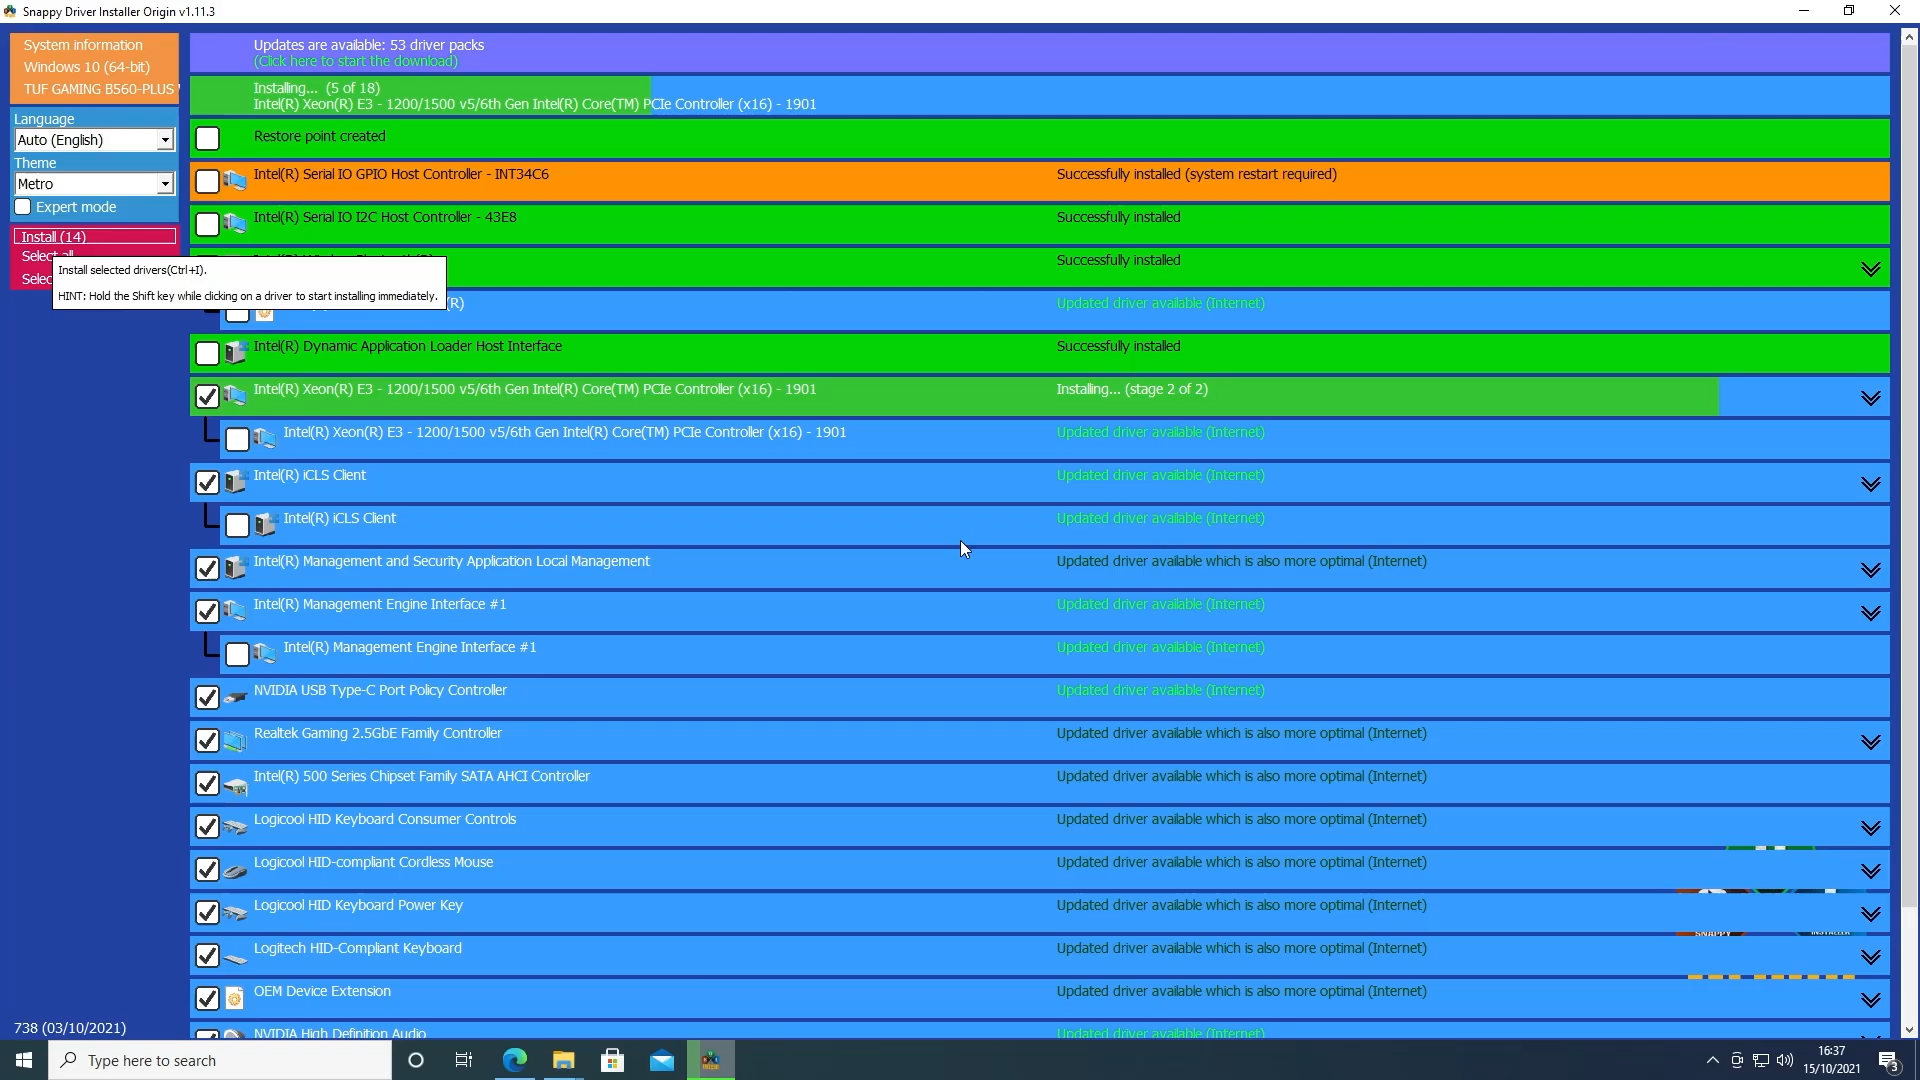 Snappy Driver Installer Origin v1.11.3
System information
Windows 10 (64-bit)
TUF GAMING B560-PLUS
Language
Auto (English)
Theme
Metro
Expert mode
Install (14)
Select all
Selec
Install selected drivers(Ctrl+I).
HINT: Hold the Shift key while clicking on a driver to start installing immediately.
738 (03/10/2021)
Updates are available: 53 driver packs
(Click here to start the download)
Installing... (5 of 18)
Intel(R) Xeon(R) E3 - 1200/1500 v5/6th Gen Intel(R) Core(TM) PCIe Controller (x16) - 1901
Restore point created
Intel(R) Serial IO GPIO Host Controller - INT34C6 Successfully installed (system restart required)
Intel(R) Serial IO I2C Host Controller - 43E8 Successfully installed
Successfully installed
(R) Updated driver available (Internet)
Intel(R) Dynamic Application Loader Host Interface Successfully installed
Intel(R) Xeon(R) E3 - 1200/1500 v5/6th Gen Intel(R) Core(TM) PCIe Controller (x16) - 1901 Installing... (stage 2 of 2)
Intel(R) Xeon(R) E3 - 1200/1500 v5/6th Gen Intel(R) Core(TM) PCIe Controller (x16) - 1901 Updated driver available (Internet)
Intel(R) iCLS Client Updated driver available (Internet)
Intel(R) iCLS Client Updated driver available (Internet)
Intel(R) Management and Security Application Local Management Updated driver available which is also more optimal (Internet)
Intel(R) Management Engine Interface #1 Updated driver available (Internet)
Intel(R) Management Engine Interface #1 Updated driver available (Internet)
NVIDIA USB Type-C Port Policy Controller Updated driver available (Internet)
Realtek Gaming 2.5GbE Family Controller Updated driver available which is also more optimal (Internet)
Intel(R) 500 Series Chipset Family SATA AHCI Controller Updated driver available which is also more optimal (Internet)
Logicool HID Keyboard Consumer Controls Updated driver available which is also more optimal (Internet)
Logicool HID-compliant Cordless Mouse Updated driver available which is also more optimal (Internet)
Logicool HID Keyboard Power Key Updated driver available which is also more optimal (Internet)
Logitech HID-Compliant Keyboard Updated driver available which is also more optimal (Internet)
SNAPPY INSTALLER
OEM Device Extension Updated driver available which is also more optimal (Internet)
NVIDIA High Definition Audio Updated driver available (Internet)
Type here to search
16:37
15/10/2021
3